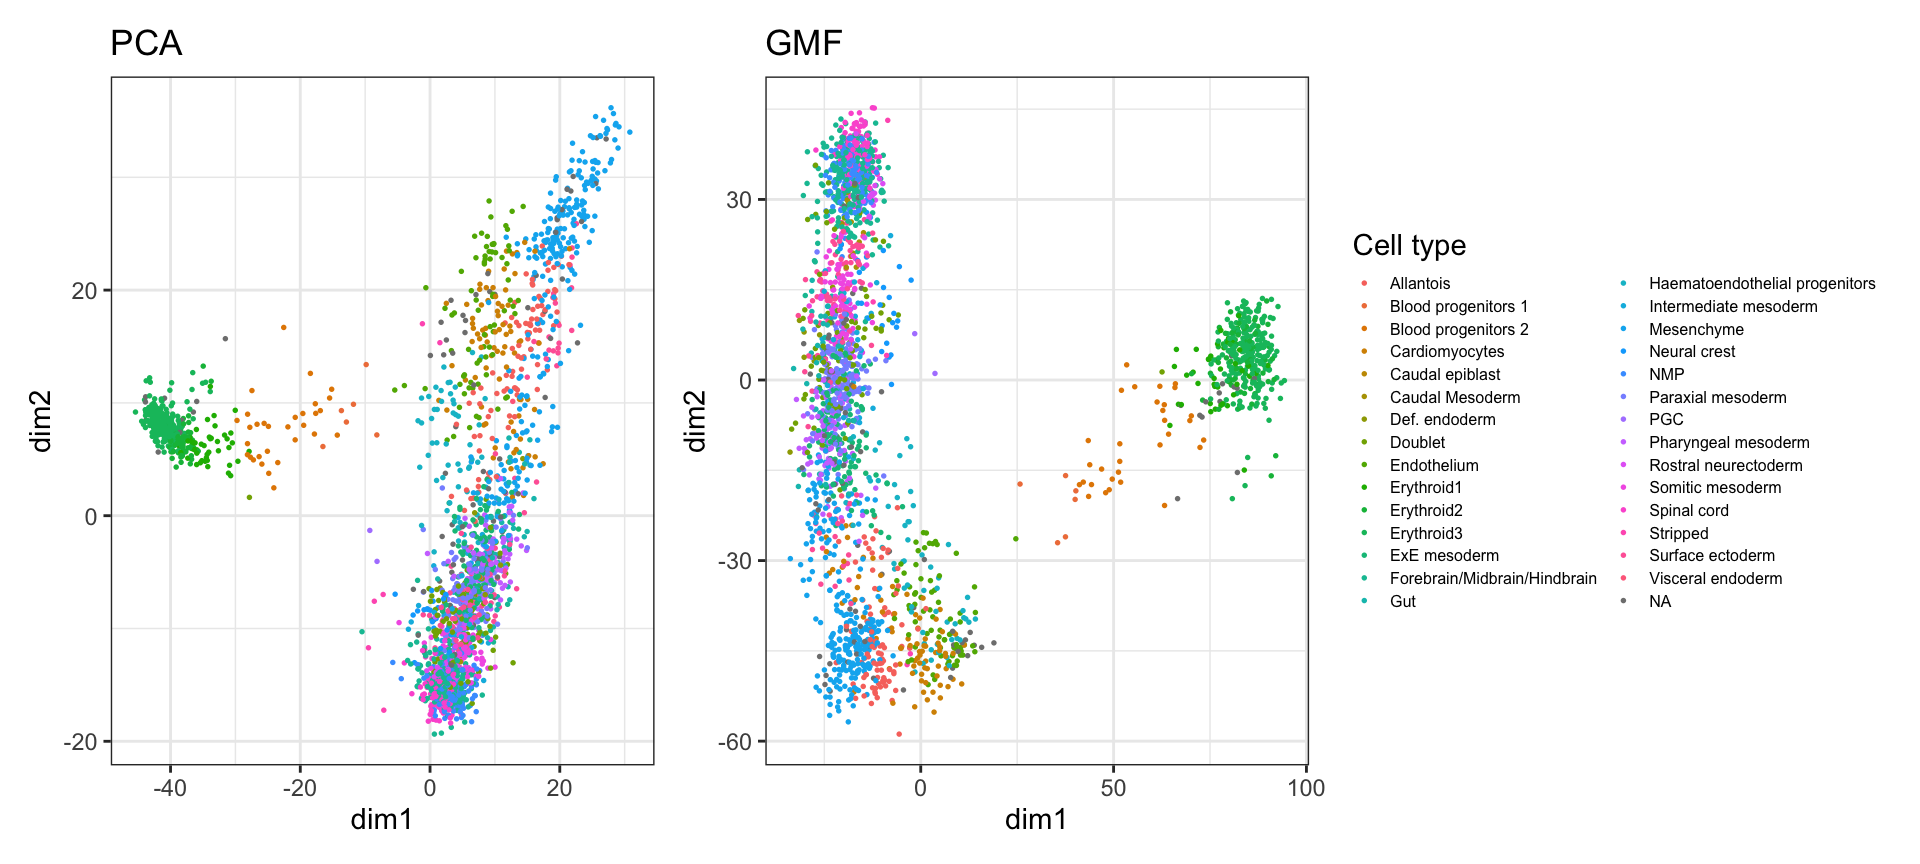 PCA
GMF
dim2
20
0
-20
-40
-20
0
20
dim1
dim2
30
0
-30
-60
0
50
100
dim1
Cell type
Allantois
Blood progenitors 1
Blood progenitors 2
Cardiomyocytes
Caudal epiblast
Caudal Mesoderm
Def. endoderm
Doublet
Endothelium
Erythroid1
Erythroid2
Erythroid3
ExE mesoderm
Forebrain/Midbrain/Hindbrain
Gut
Haematoendothelial progenitors
Intermediate mesoderm
Mesenchyme
Neural crest
NMP
Paraxial mesoderm
PGC
Pharyngeal mesoderm
Rostral neurectoderm
Somitic mesoderm
Spinal cord
Stripped
Surface ectoderm
Visceral endoderm
NA